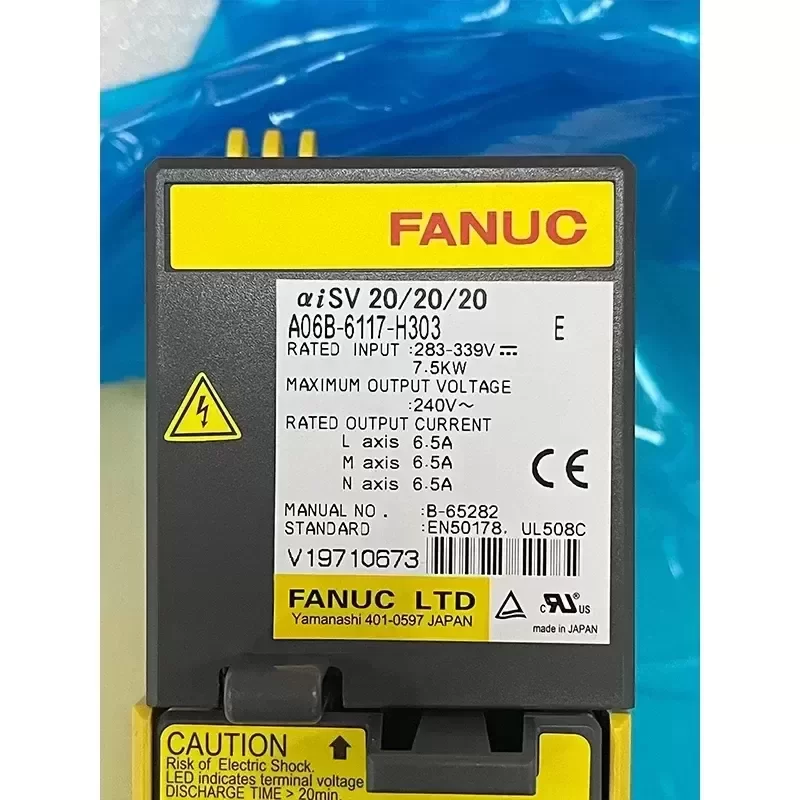 FANUC
αiSV 20/20/20
A06B-6117-H303 E
RATED INPUT :283-339V⎓
7.5KW
MAXIMUM OUTPUT VOLTAGE
:240V～
RATED OUTPUT CURRENT
L axis 6.5A
M axis 6.5A
N axis 6.5A
CE
MANUAL NO. :B-65282
STANDARD :EN50178, UL508C
V19710673
FANUC LTD
Yamanashi 401-0597 JAPAN
c RU US
made in JAPAN
CAUTION
Risk of Electric Shock.
LED indicates terminal voltage
DISCHARGE TIME > 20min.